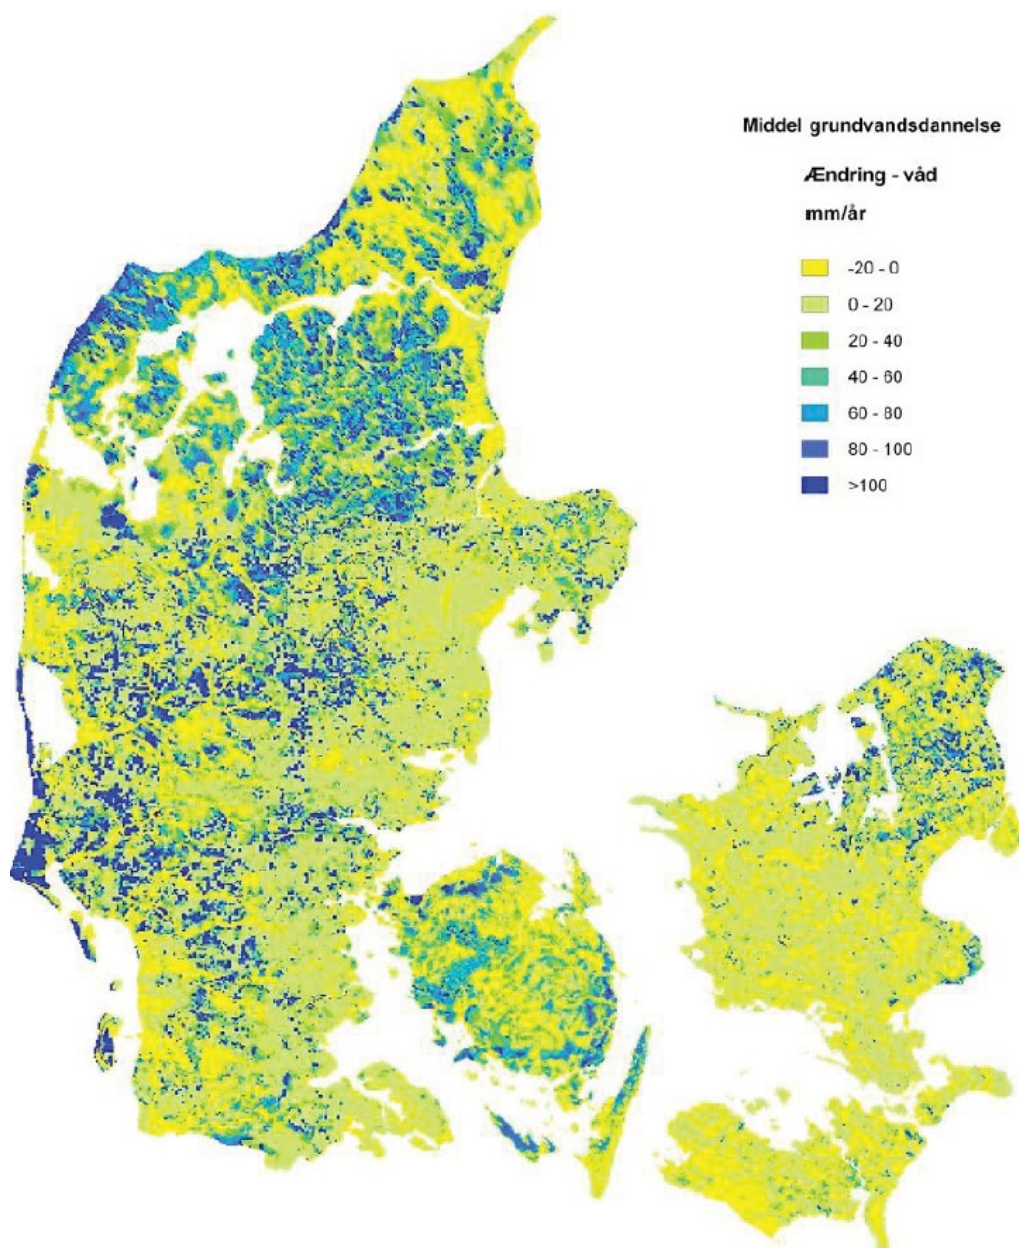 Middel grundvandsdannelse
Ændring - våd
mm/år
-20 - 0
0 - 20
20 - 40
40 - 60
60 - 80
80 - 100
>100